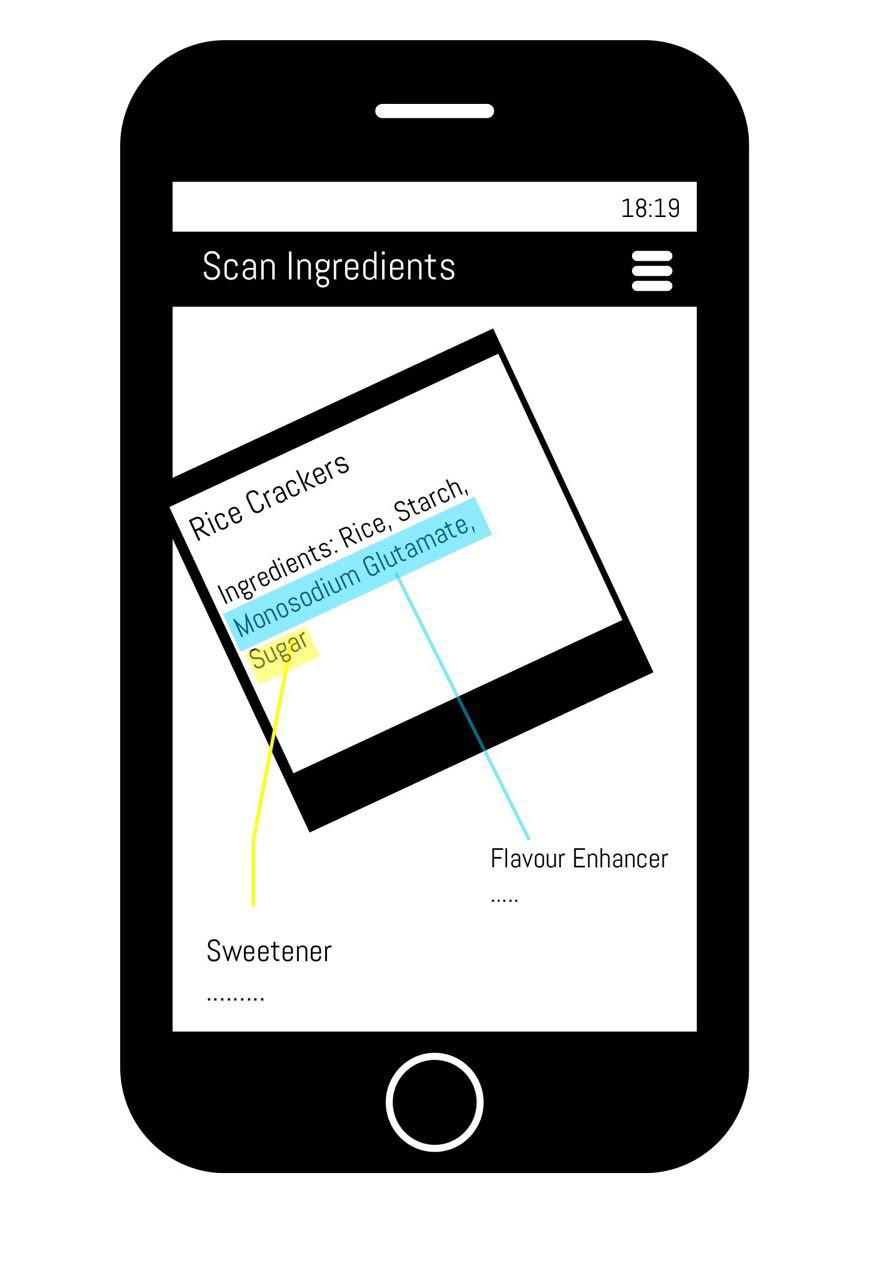 18:19
Scan Ingredients
Rice Crackers
Ingredients: Rice, Starch,
Monosodium Glutamate,
Sugar
Flavour Enhancer
.....
Sweetener
.........